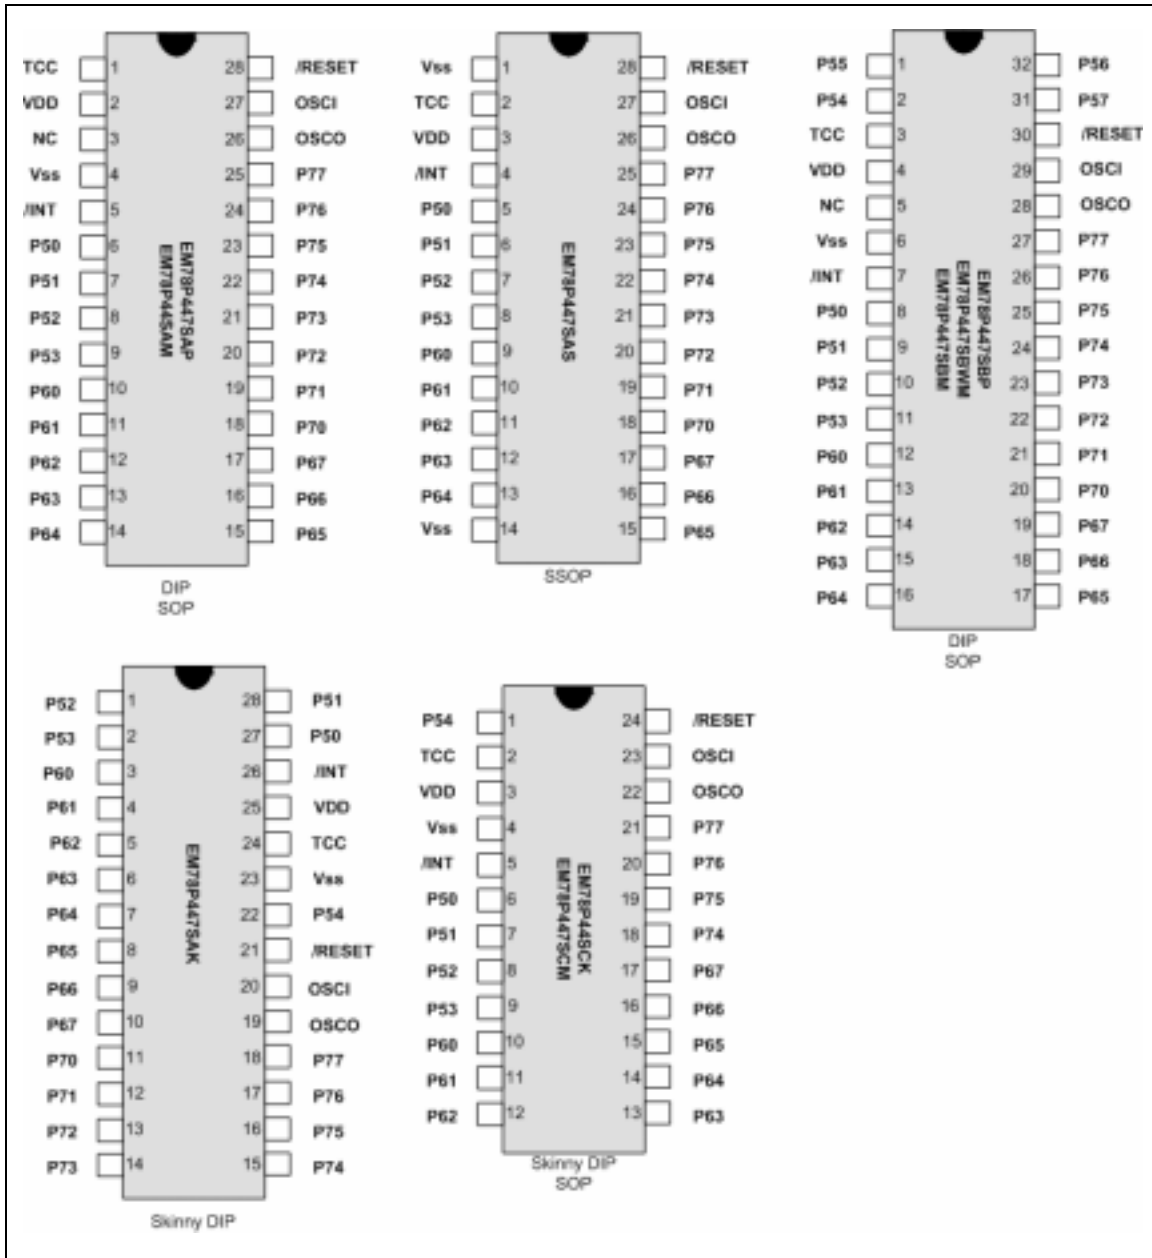 TCC 1 28 /RESET
VDD 2 27 OSCI
NC 3 26 OSCO
Vss 4 25 P77
/INT 5 24 P76
P50 6 23 P75
P51 7 22 P74
P52 8 21 P73
P53 9 20 P72
P60 10 19 P71
P61 11 18 P70
P62 12 17 P67
P63 13 16 P66
P64 14 15 P65
EM78P447SAP
EM78P44SAM
DIP
SOP
Vss 1 28 /RESET
TCC 2 27 OSCI
VDD 3 26 OSCO
/INT 4 25 P77
P50 5 24 P76
P51 6 23 P75
P52 7 22 P74
P53 8 21 P73
P60 9 20 P72
P61 10 19 P71
P62 11 18 P70
P63 12 17 P67
P64 13 16 P66
Vss 14 15 P65
EM78P447SAS
SSOP
P55 1 32 P56
P54 2 31 P57
TCC 3 30 /RESET
VDD 4 29 OSCI
NC 5 28 OSCO
Vss 6 27 P77
/INT 7 26 P76
P50 8 25 P75
P51 9 24 P74
P52 10 23 P73
P53 11 22 P72
P60 12 21 P71
P61 13 20 P70
P62 14 19 P67
P63 15 18 P66
P64 16 17 P65
EM78P447SBP
EM78P447SBWM
EM78P447SBM
DIP
SOP
P52 1 28 P51
P53 2 27 P50
P60 3 26 /INT
P61 4 25 VDD
P62 5 24 TCC
P63 6 23 Vss
P64 7 22 P54
P65 8 21 /RESET
P66 9 20 OSCI
P67 10 19 OSCO
P70 11 18 P77
P71 12 17 P76
P72 13 16 P75
P73 14 15 P74
EM78P447SAK
Skinny DIP
P54 1 24 /RESET
TCC 2 23 OSCI
VDD 3 22 OSCO
Vss 4 21 P77
/INT 5 20 P76
P50 6 19 P75
P51 7 18 P74
P52 8 17 P67
P53 9 16 P66
P60 10 15 P65
P61 11 14 P64
P62 12 13 P63
EM78P44SCK
EM78P447SCM
Skinny DIP
SOP